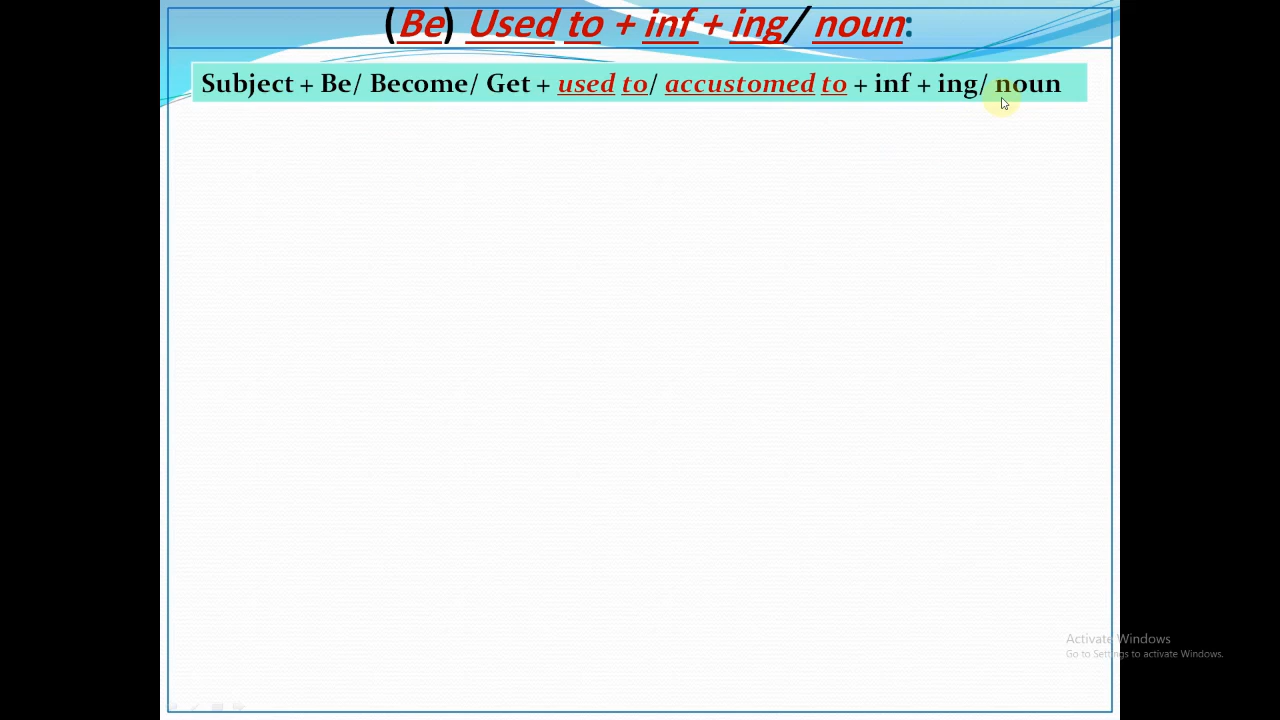 (Be) Used to + inf + ing/ noun:
Subject + Be/ Become/ Get + used to/ accustomed to + inf + ing/ noun
Activate Windows
Go to Settings to activate Windows.